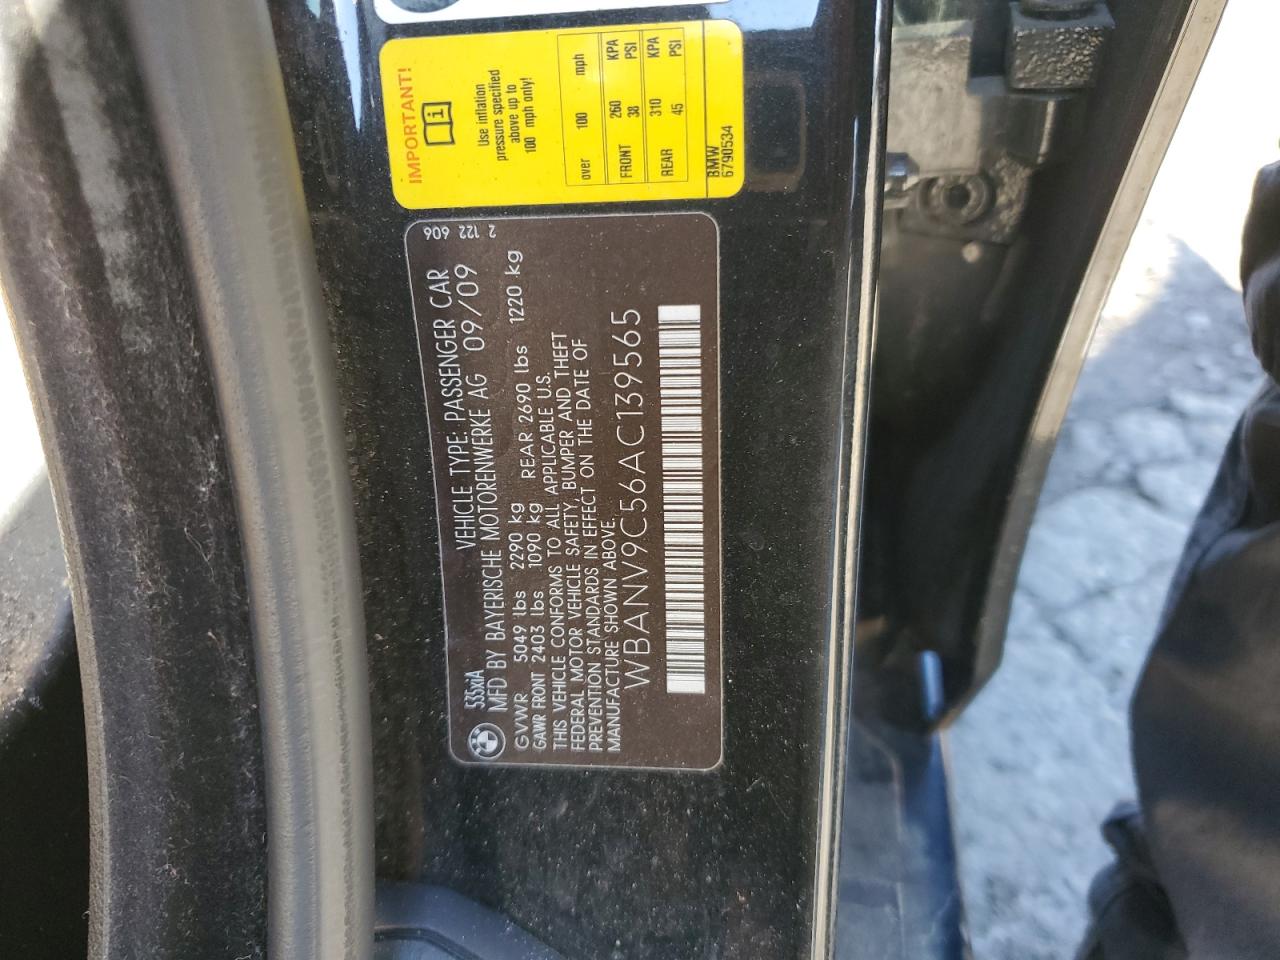 IMPORTANT!
Use inflation
pressure specified
above up to
100 mph only!
over 100 mph
FRONT 260 KPA
38 PSI
REAR 310 KPA
45 PSI
BMW
6790534
2 122 606
535xiA VEHICLE TYPE: PASSENGER CAR
MFD BY BAYERISCHE MOTORENWERKE AG 09/09
GVWR 5049 lbs 2290 kg
GAWR FRONT 2403 lbs 1090 kg REAR 2690 lbs 1220 kg
THIS VEHICLE CONFORMS TO ALL APPLICABLE U.S.
FEDERAL MOTOR VEHICLE SAFETY, BUMPER AND THEFT
PREVENTION STANDARDS IN EFFECT ON THE DATE OF
MANUFACTURE SHOWN ABOVE.
WBANV9C56AC139565